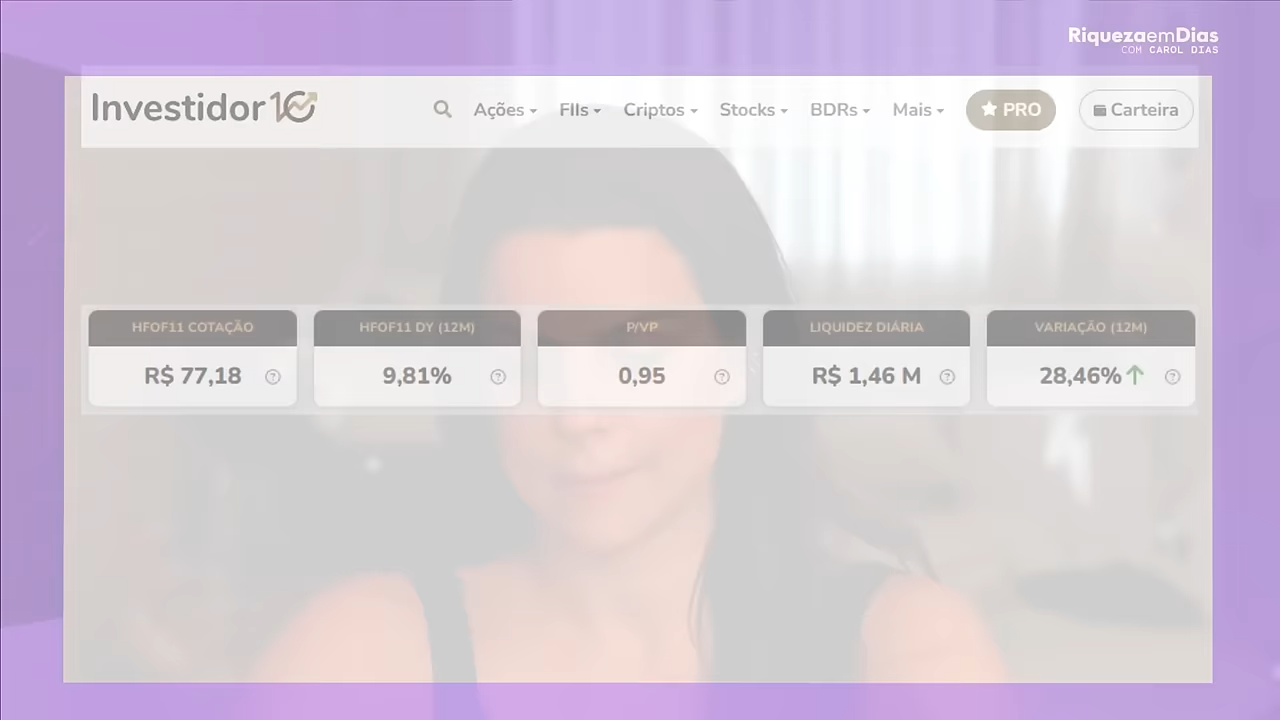 RiquezaemDias
COM CAROL DIAS
Investidor10
Ações FIIs Criptos Stocks BDRs Mais PRO Carteira
HFOF11 COTAÇÃO HFOF11 DY (12M) P/VP LIQUIDEZ DIÁRIA VARIAÇÃO (12M)
R$ 77,18 9,81% 0,95 R$ 1,46 M 28,46%